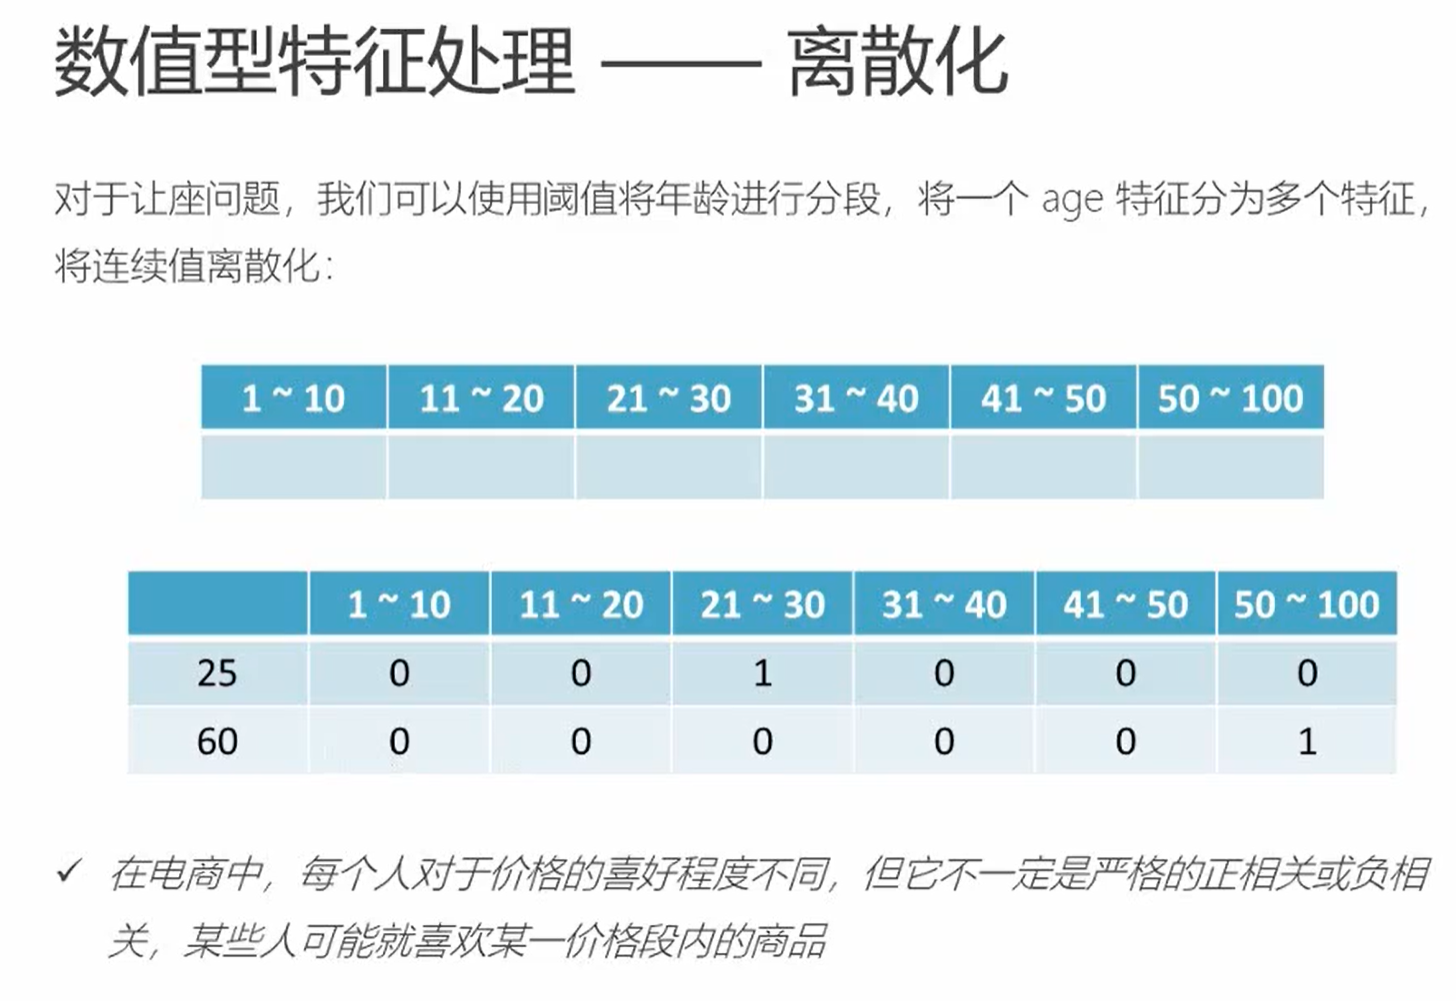 数值型特征处理 —— 离散化
对于让座问题，我们可以使用阈值将年龄进行分段，将一个 age 特征分为多个特征，
将连续值离散化：
1 ~ 10 11 ~ 20 21 ~ 30 31 ~ 40 41 ~ 50 50 ~ 100
1 ~ 10 11 ~ 20 21 ~ 30 31 ~ 40 41 ~ 50 50 ~ 100
25 0 0 1 0 0 0
60 0 0 0 0 0 1
✓ 在电商中，每个人对于价格的喜好程度不同，但它不一定是严格的正相关或负相
关，某些人可能就喜欢某一价格段内的商品